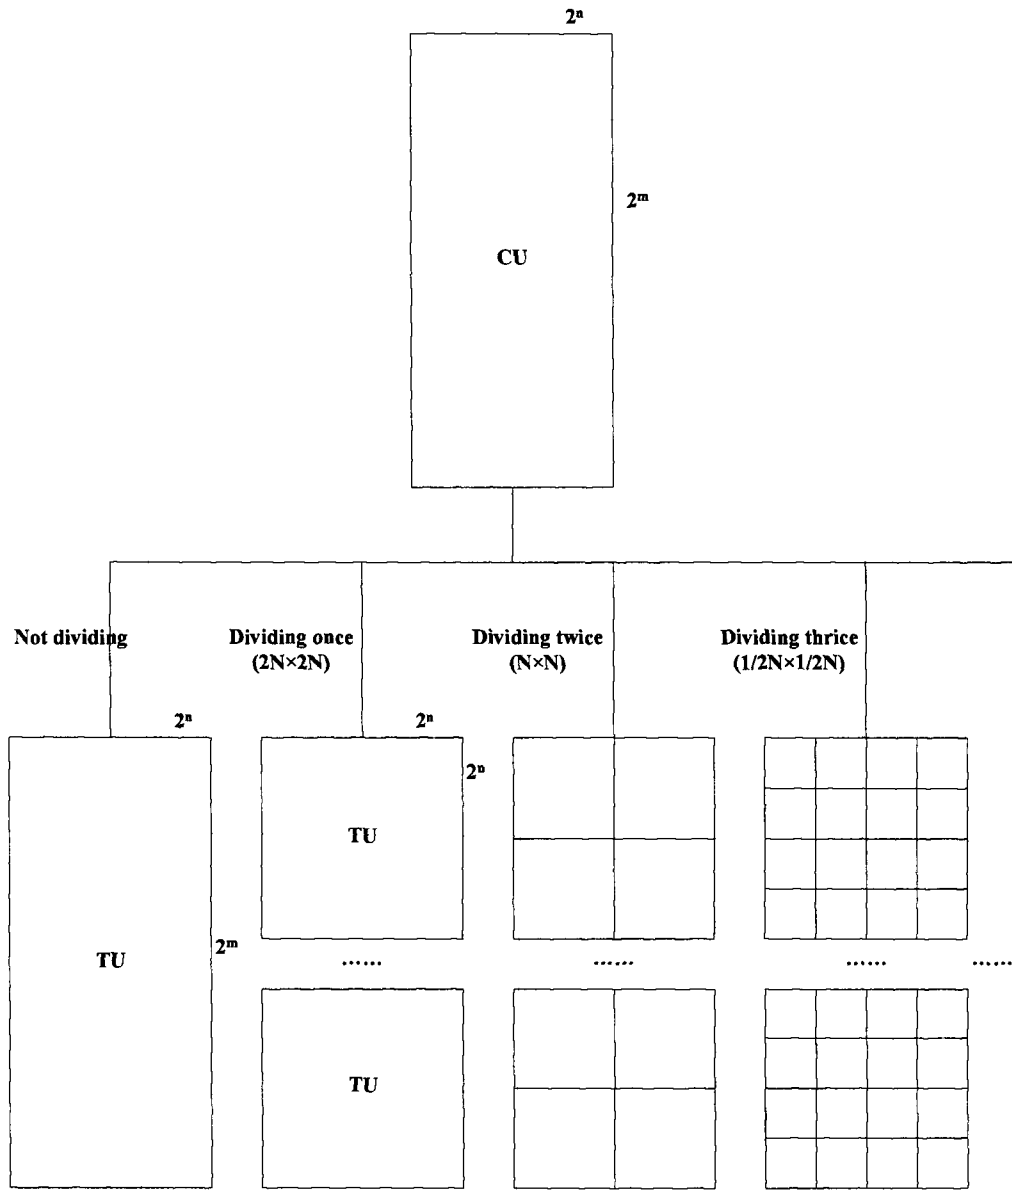 2ⁿ
2ᵐ
CU
Not dividing
Dividing once
(2N×2N)
Dividing twice
(N×N)
Dividing thrice
(1/2N×1/2N)
2ⁿ
2ⁿ
2ⁿ
TU
2ᵐ
TU
......
......
......
......
TU